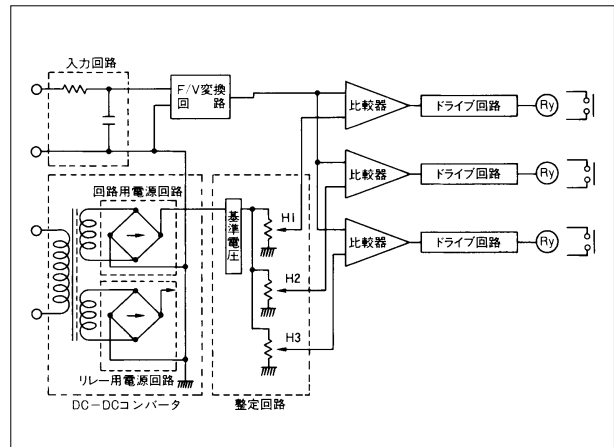 入力回路
F/V変換
回 路
比較器
ドライブ回路
Ry
比較器
ドライブ回路
Ry
比較器
ドライブ回路
Ry
回路用電源回路
基準電圧
Hi
H2
H3
リレー用電源回路
DC−DCコンバータ
整定回路